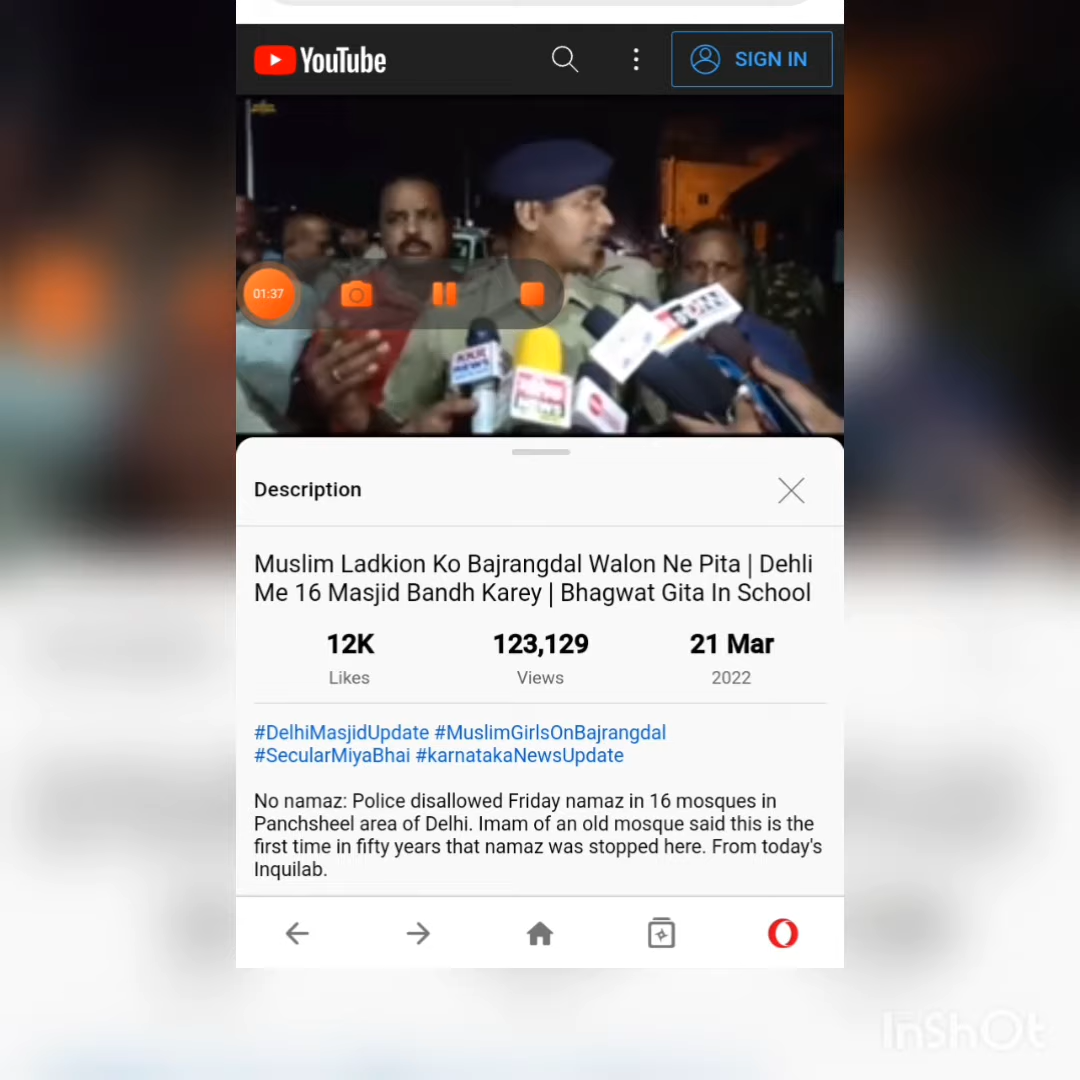 YouTube
SIGN IN
01:37
NEWS
Description
Muslim Ladkion Ko Bajrangdal Walon Ne Pita | Dehli
Me 16 Masjid Bandh Karey | Bhagwat Gita In School
12K
123,129
21 Mar
Likes
Views
2022
#DelhiMasjidUpdate #MuslimGirlsOnBajrangdal
#SecularMiyaBhai #karnatakaNewsUpdate
No namaz: Police disallowed Friday namaz in 16 mosques in
Panchsheel area of Delhi. Imam of an old mosque said this is the
first time in fifty years that namaz was stopped here. From today's
Inquilab.
InShOt